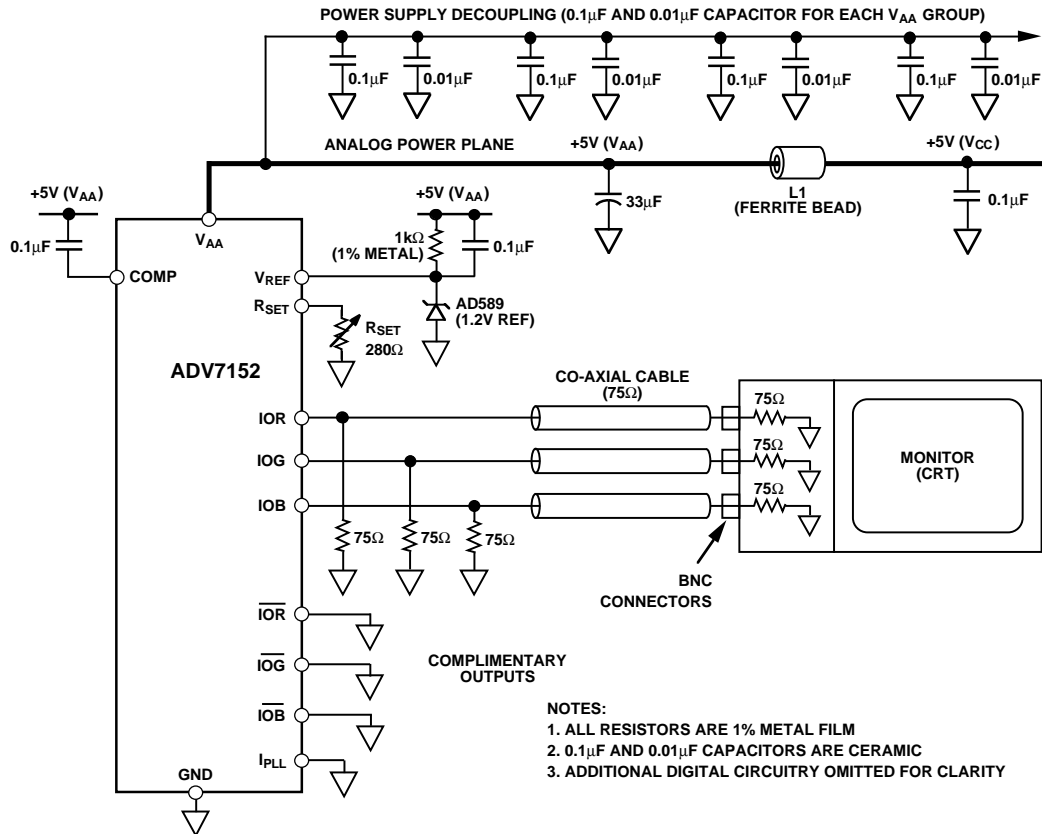 POWER SUPPLY DECOUPLING (0.1μF AND 0.01μF CAPACITOR FOR EACH VAA GROUP)
0.1μF 0.01μF 0.1μF 0.01μF 0.1μF 0.01μF 0.1μF 0.01μF
ANALOG POWER PLANE
+5V (VAA)
+5V (VCC)
33μF
L1
(FERRITE BEAD)
0.1μF
+5V (VAA)
0.1μF
VAA
COMP
+5V (VAA)
1kΩ
(1% METAL)
0.1μF
VREF
AD589
(1.2V REF)
RSET
RSET
280Ω
ADV7152
CO-AXIAL CABLE
(75Ω)
IOR
IOG
IOB
75Ω
75Ω
75Ω
MONITOR
(CRT)
75Ω 75Ω 75Ω
BNC
CONNECTORS
IOR
IOG
IOB
IPLL
GND
COMPLIMENTARY
OUTPUTS
NOTES:
1. ALL RESISTORS ARE 1% METAL FILM
2. 0.1μF AND 0.01μF CAPACITORS ARE CERAMIC
3. ADDITIONAL DIGITAL CIRCUITRY OMITTED FOR CLARITY